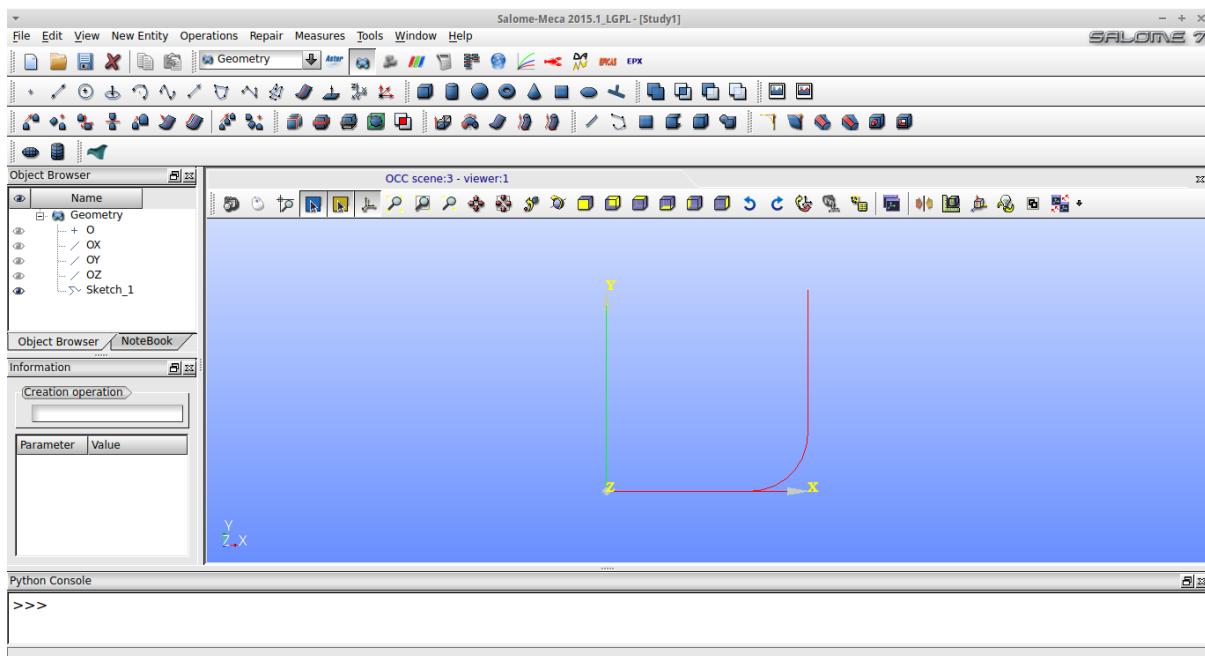 Salome-Meca 2015.1_LGPL - [Study1]
File Edit View New Entity Operations Repair Measures Tools Window Help
SALOME 7
Geometry Aster EFICAS EPX
Object Browser
OCC scene:3 - viewer:1
Name
Geometry
O
OX
OY
OZ
Sketch_1
Object Browser NoteBook
Information
Creation operation
Parameter Value
Y
Z X
Y
Z X
Python Console
>>>